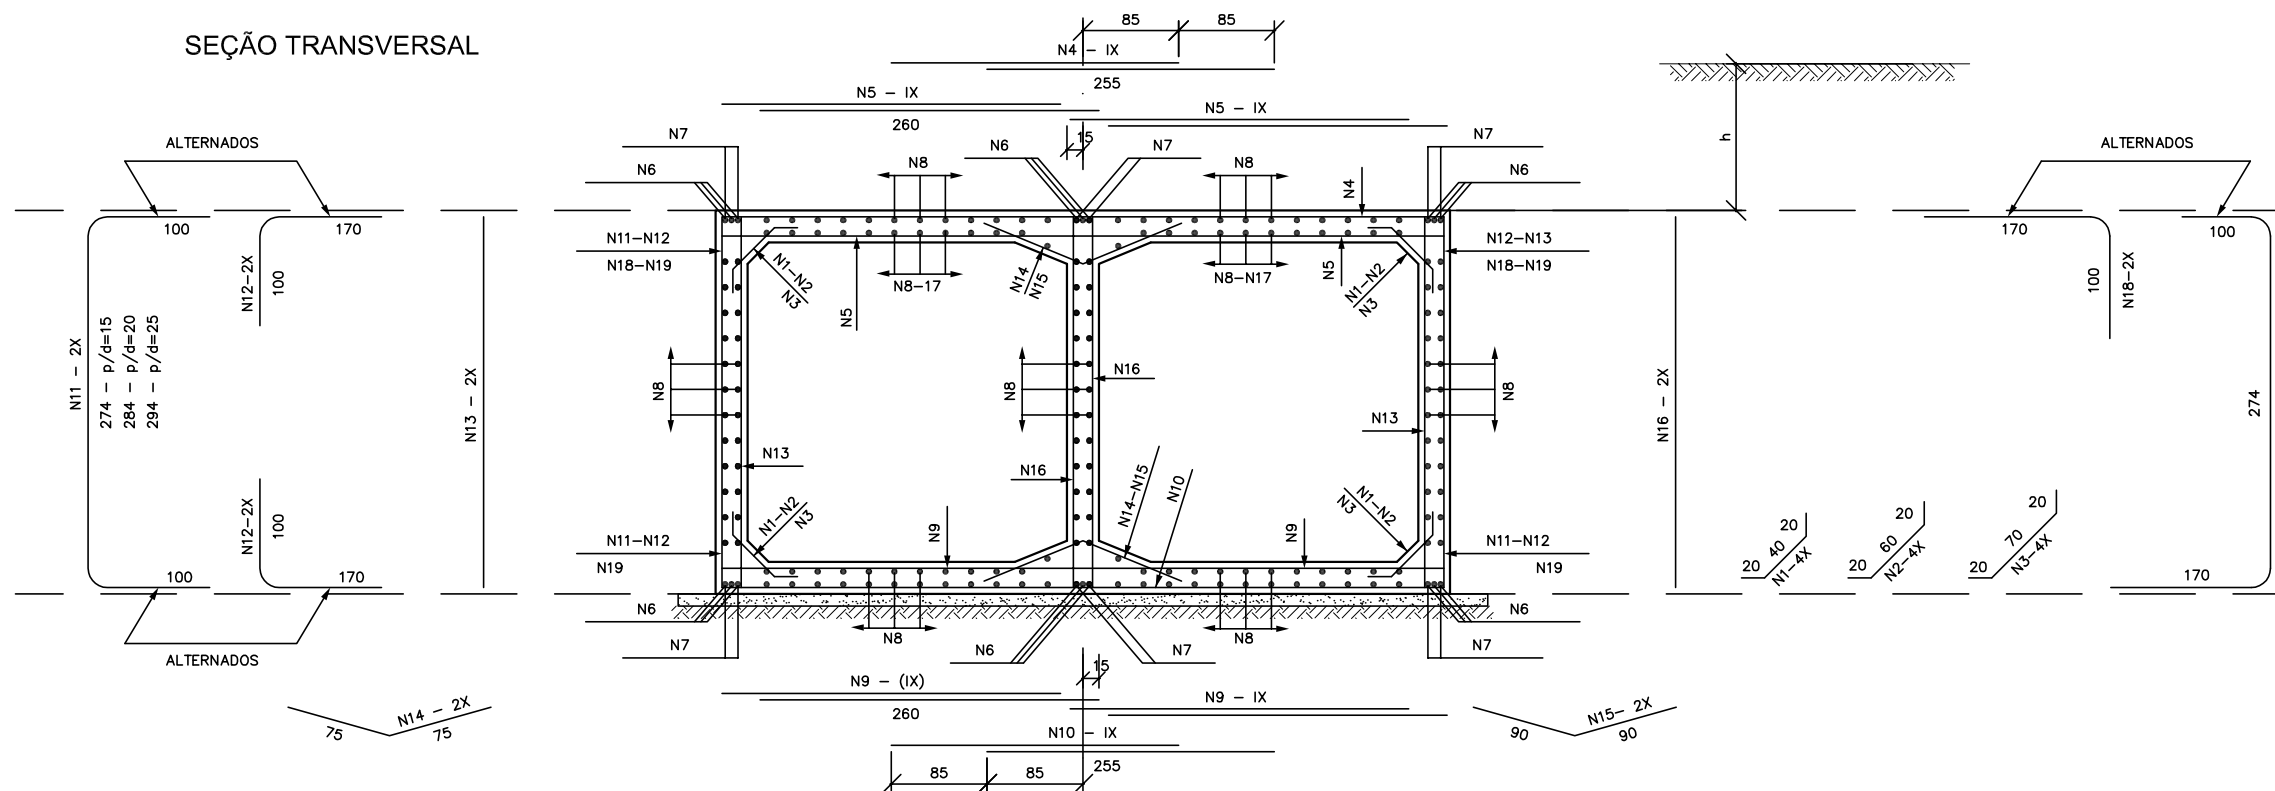 SEÇÃO TRANSVERSAL
85
85
N4 - IX
255
N5 - IX
260
N5 - IX
15
N7
N6
N7
N7
ALTERNADOS
N6
N8
N8
N4
N6
h
ALTERNADOS
100
170
N11-N12
N18-N19
N12-N13
N18-N19
170
100
N12-2X
100
N1-N2
N3
N5
N8-17
N14
N15
N8-N17
N5
N1-N2
N3
100
N18-2X
N11 - 2X
274 - p/d=15
284 - p/d=20
294 - p/d=25
N13 - 2X
N8
N8
N16
N8
N13
N16 - 2X
274
N13
N16
N14-N15
N10
N12-2X
100
N1-N2
N3
N9
N9
N1-N2
N3
N11-N12
N19
N11-N12
N19
20
40
20
N1-4X
20
60
20
N2-4X
20
70
20
N3-4X
100
170
170
ALTERNADOS
N6
N7
N8
N6
N7
N8
N6
N7
15
N9 - (IX)
260
N9 - IX
N10 - IX
255
85
85
N14 - 2X
75
75
N15- 2X
90
90